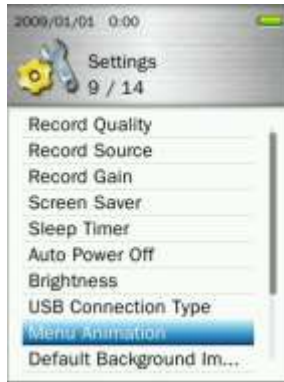 2009/01/01 0:00
Settings
9 / 14
Record Quality
Record Source
Record Gain
Screen Saver
Sleep Timer
Auto Power Off
Brightness
USB Connection Type
Menu Animation
Default Background Im...